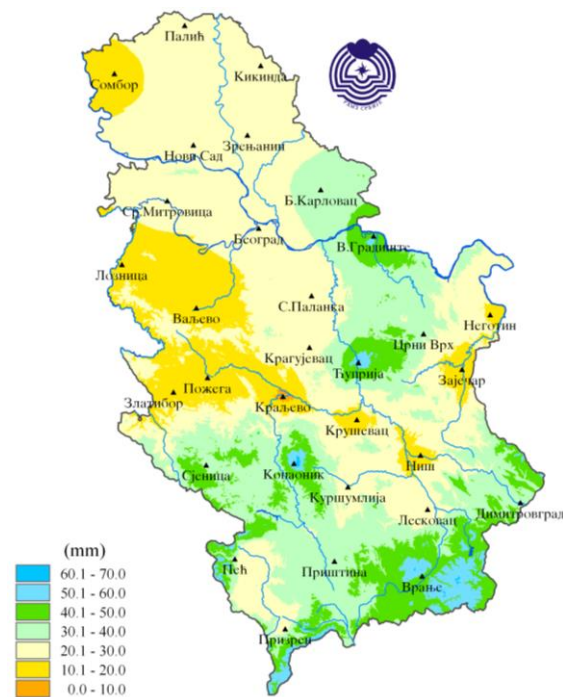 Палић
Сомбор
Кикинда
Зрењанин
Нови Сад
Б.Карловац
Ср.Митровица
Београд
В.Градиште
Лозница
С.Паланка
Ваљево
Неготин
Црни Врх
Крагујевац
Ћуприја
Зајечар
Пожега
Златибор
Краљево
Крушевац
Ниш
Сјеница
Копаоник
Куршумлија
Димитровград
Лесковац
(mm)
Пећ
Приштина
Врање
60.1 - 70.0
50.1 - 60.0
40.1 - 50.0
30.1 - 40.0
20.1 - 30.0
10.1 - 20.0
0.0 - 10.0
Призрен